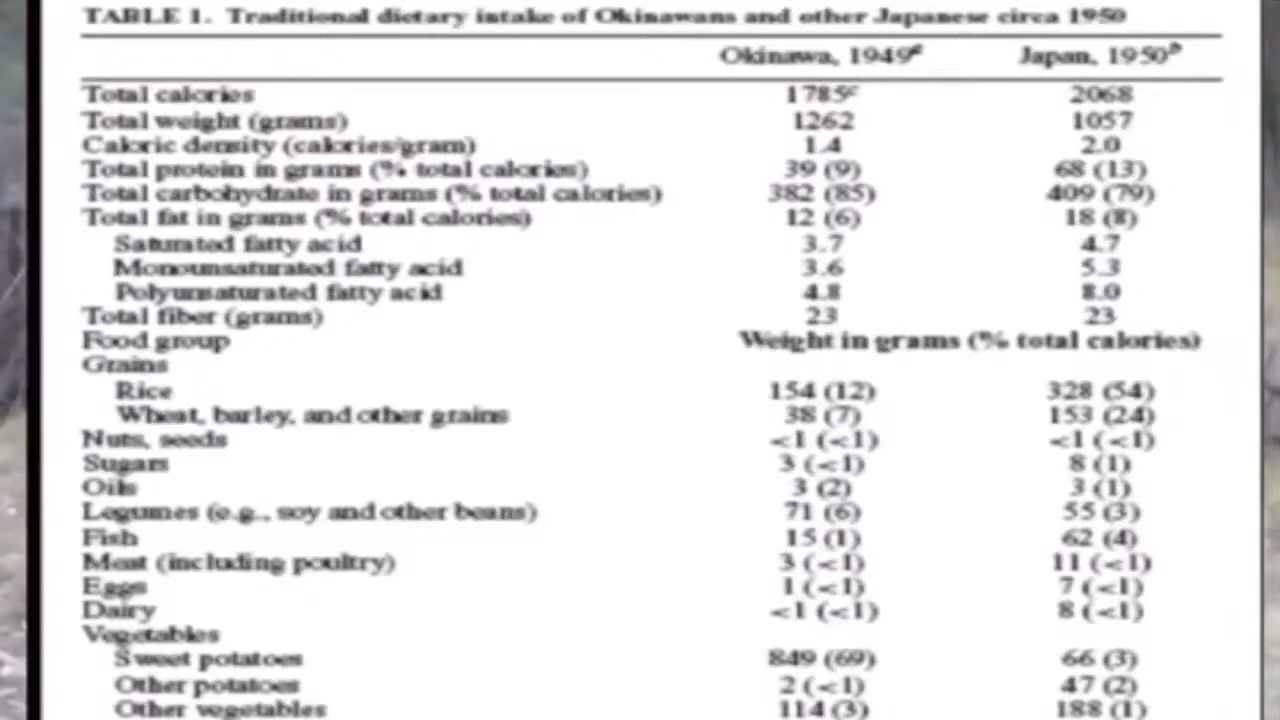 TABLE 1. Traditional dietary intake of Okinawans and other Japanese circa 1950
Okinawa, 1949a Japan, 1950b
Total calories 1785c 2068
Total weight (grams) 1262 1057
Caloric density (calories/gram) 1.4 2.0
Total protein in grams (% total calories) 39 (9) 68 (13)
Total carbohydrate in grams (% total calories) 382 (85) 409 (79)
Total fat in grams (% total calories) 12 (6) 18 (8)
Saturated fatty acid 3.7 4.7
Monounsaturated fatty acid 3.6 5.3
Polyunsaturated fatty acid 4.8 8.0
Total fiber (grams) 23 23
Food group Weight in grams (% total calories)
Grains
Rice 154 (12) 328 (54)
Wheat, barley, and other grains 38 (7) 153 (24)
Nuts, seeds <1 (<1) <1 (<1)
Sugars 3 (<1) 8 (1)
Oils 3 (2) 3 (1)
Legumes (e.g., soy and other beans) 71 (6) 55 (3)
Fish 15 (1) 62 (4)
Meat (including poultry) 3 (<1) 11 (<1)
Eggs 1 (<1) 7 (<1)
Dairy <1 (<1) 8 (<1)
Vegetables
Sweet potatoes 849 (69) 66 (3)
Other potatoes 2 (<1) 47 (2)
Other vegetables 114 (3) 188 (1)